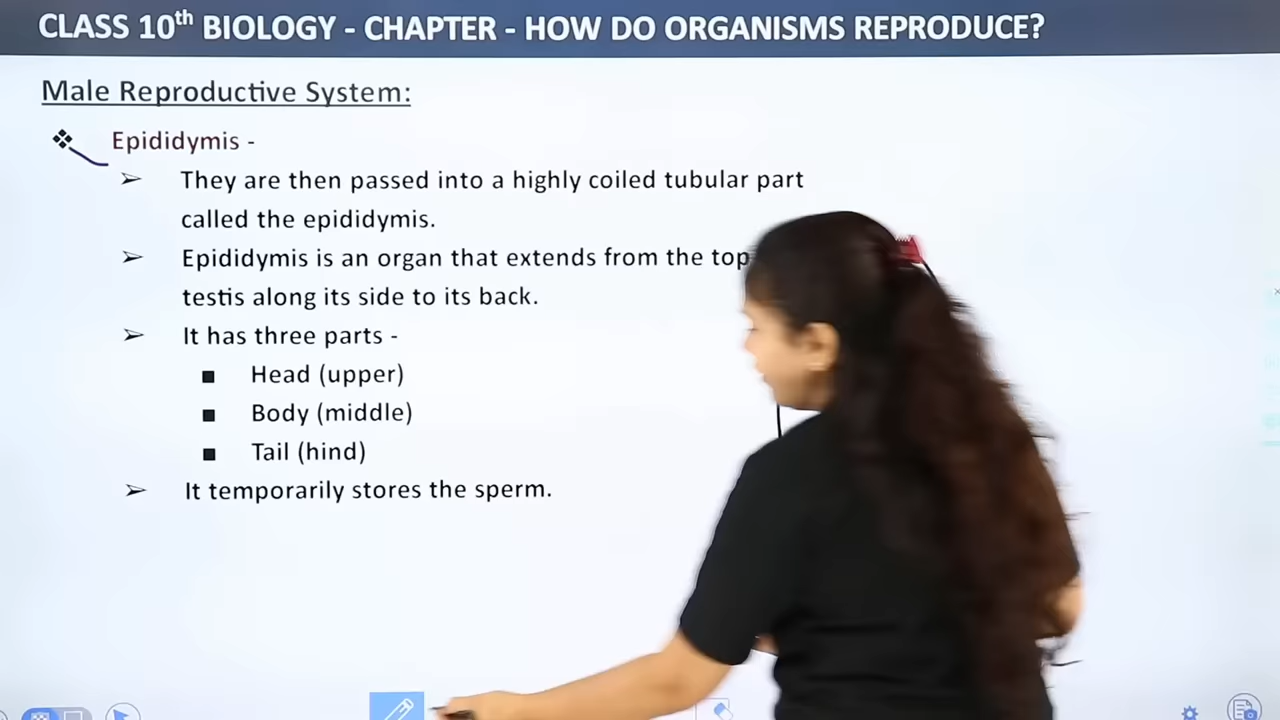 CLASS 10th BIOLOGY - CHAPTER - HOW DO ORGANISMS REPRODUCE?
Male Reproductive System:
❖ Epididymis -
➢ They are then passed into a highly coiled tubular part
called the epididymis.
➢ Epididymis is an organ that extends from the top
testis along its side to its back.
➢ It has three parts -
▪ Head (upper)
▪ Body (middle)
▪ Tail (hind)
➢ It temporarily stores the sperm.